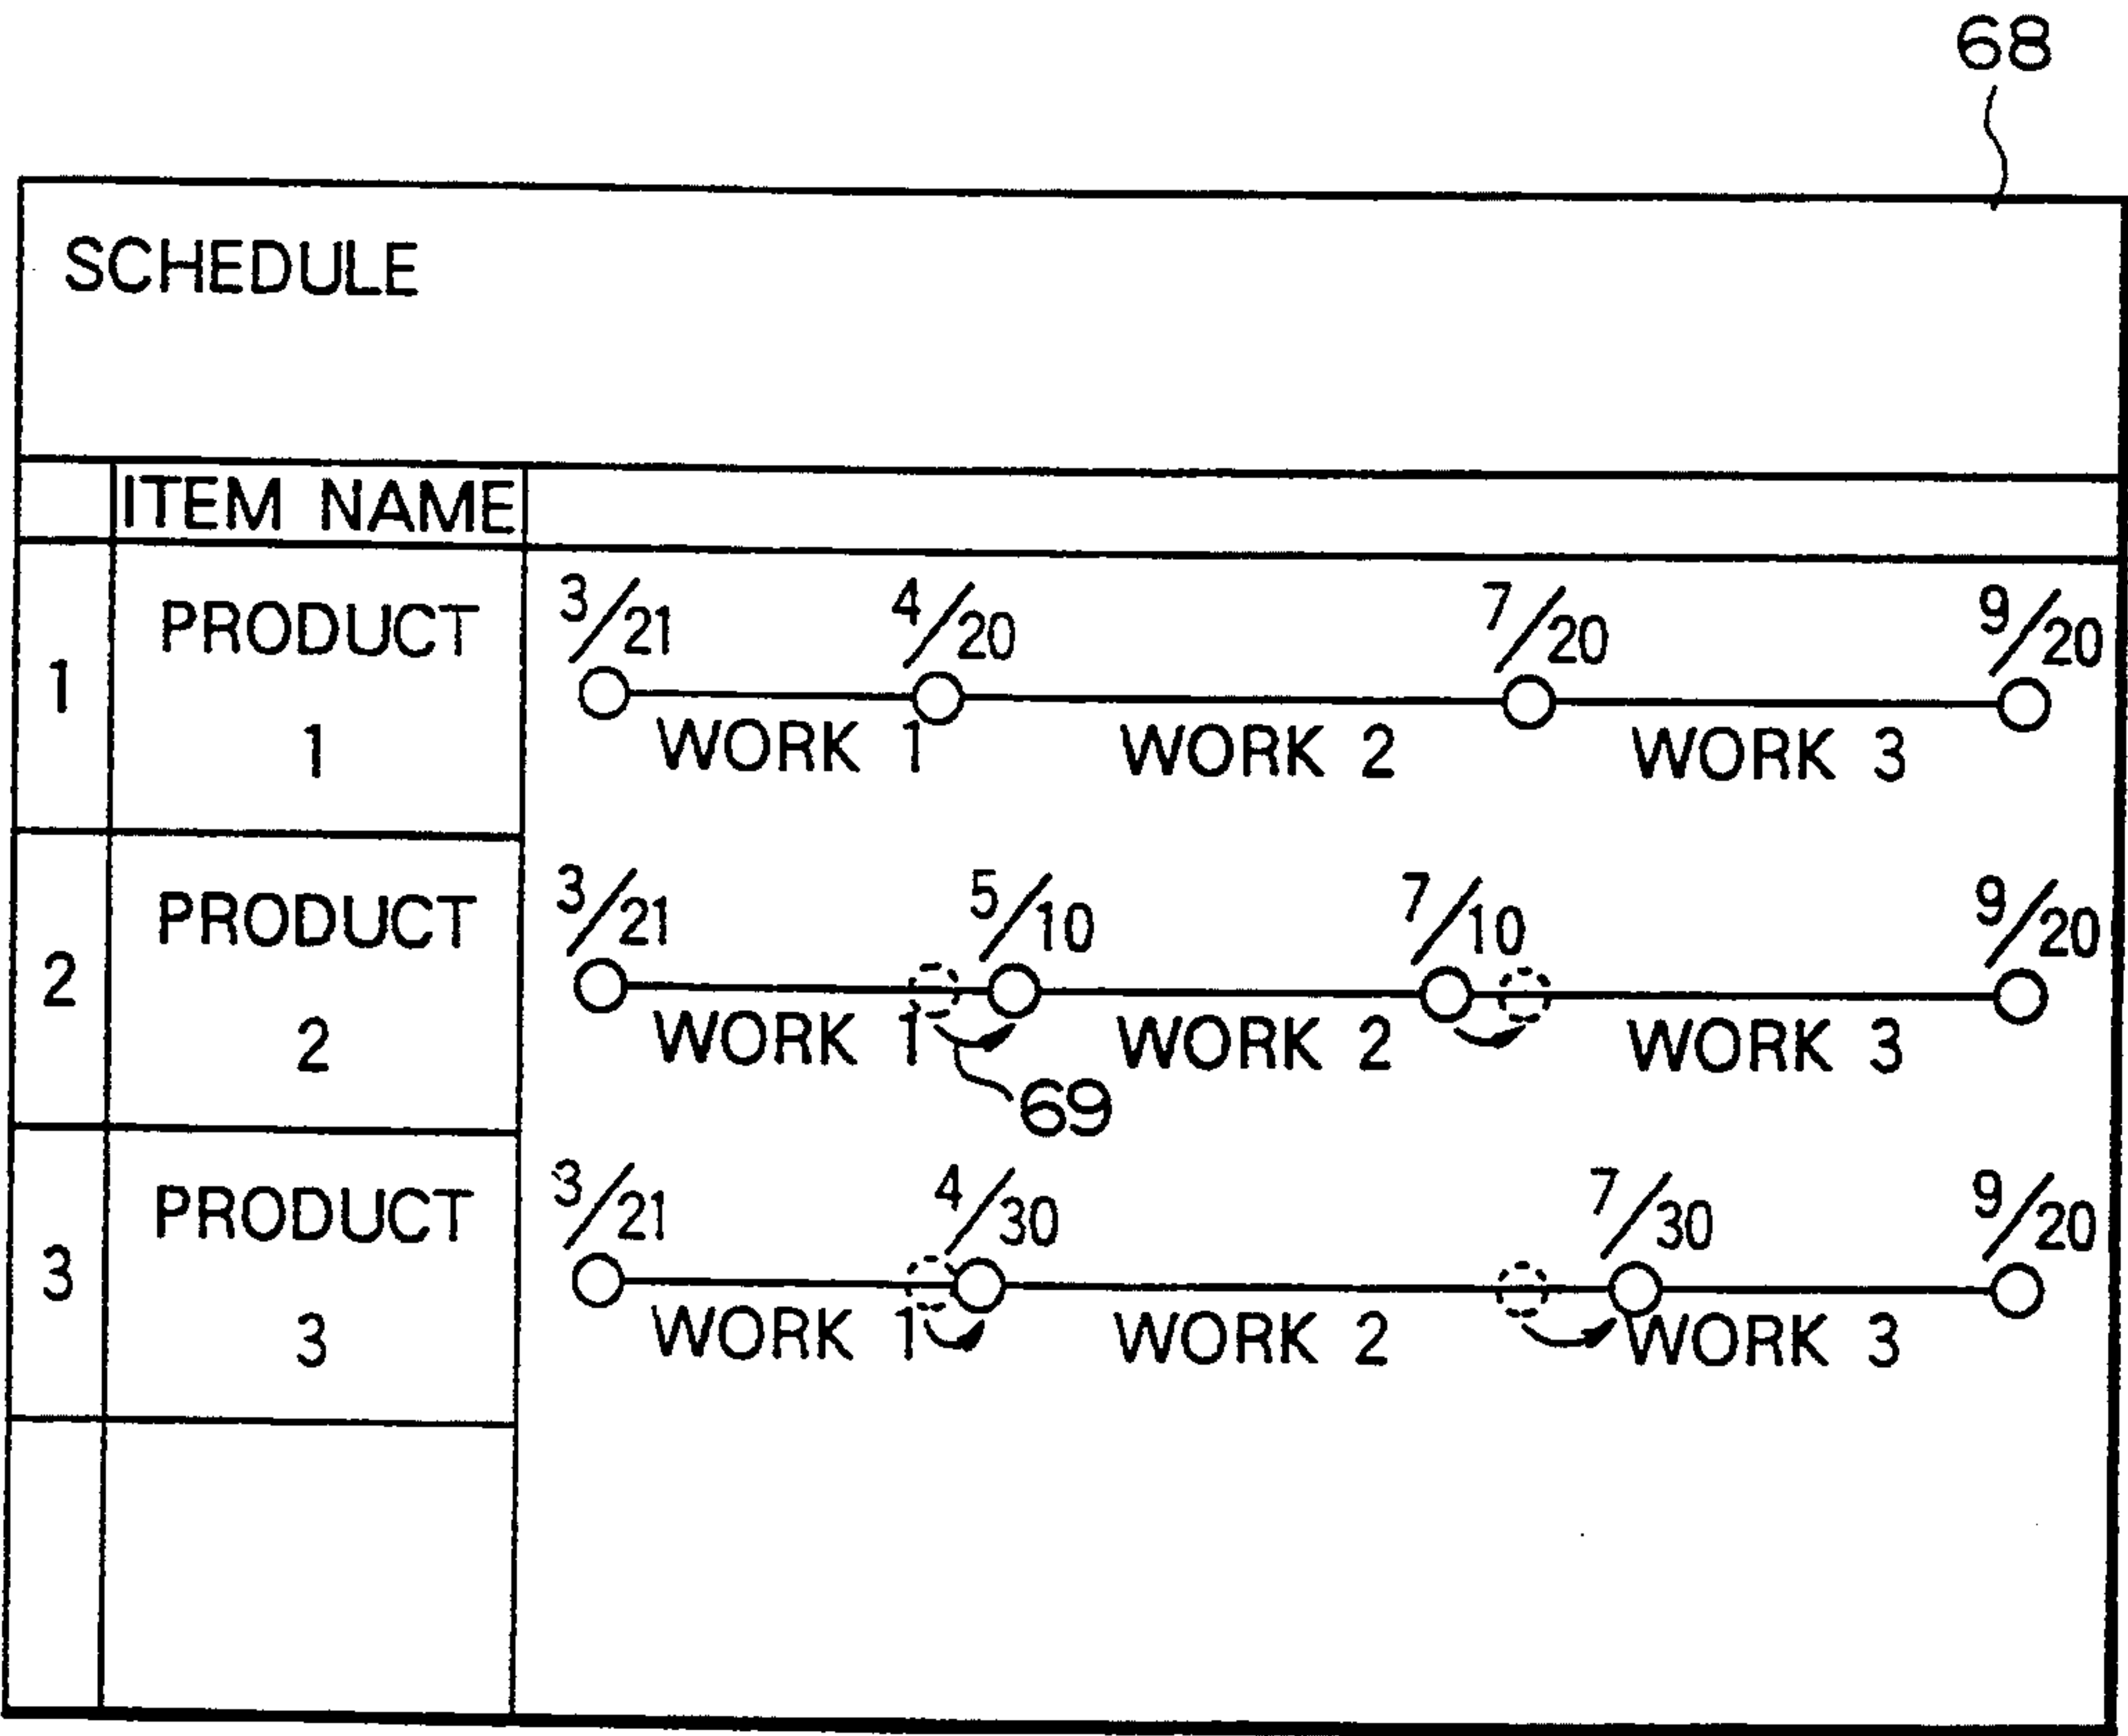 68
SCHEDULE
ITEM NAME
1 PRODUCT 1
3/21 4/20 7/20 9/20
WORK 1 WORK 2 WORK 3
2 PRODUCT 2
3/21 5/10 7/10 9/20
WORK 1 WORK 2 WORK 3
69
3 PRODUCT 3
3/21 4/30 7/30 9/20
WORK 1 WORK 2 WORK 3